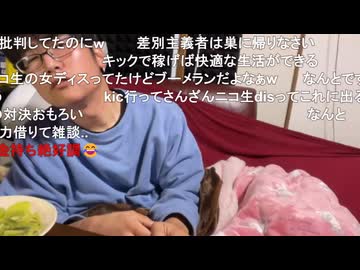 批判してたのにw 差別主義者は巣に帰りなさい
キックで稼げば快適な生活ができる
コ生の女ディスってたけどブーメランだよなぁw なんとでで
kic行ってさんざんニコ生disってこれに出る
の対決おもろい なんと
力借りて雑談..
金持ち絶好調😊